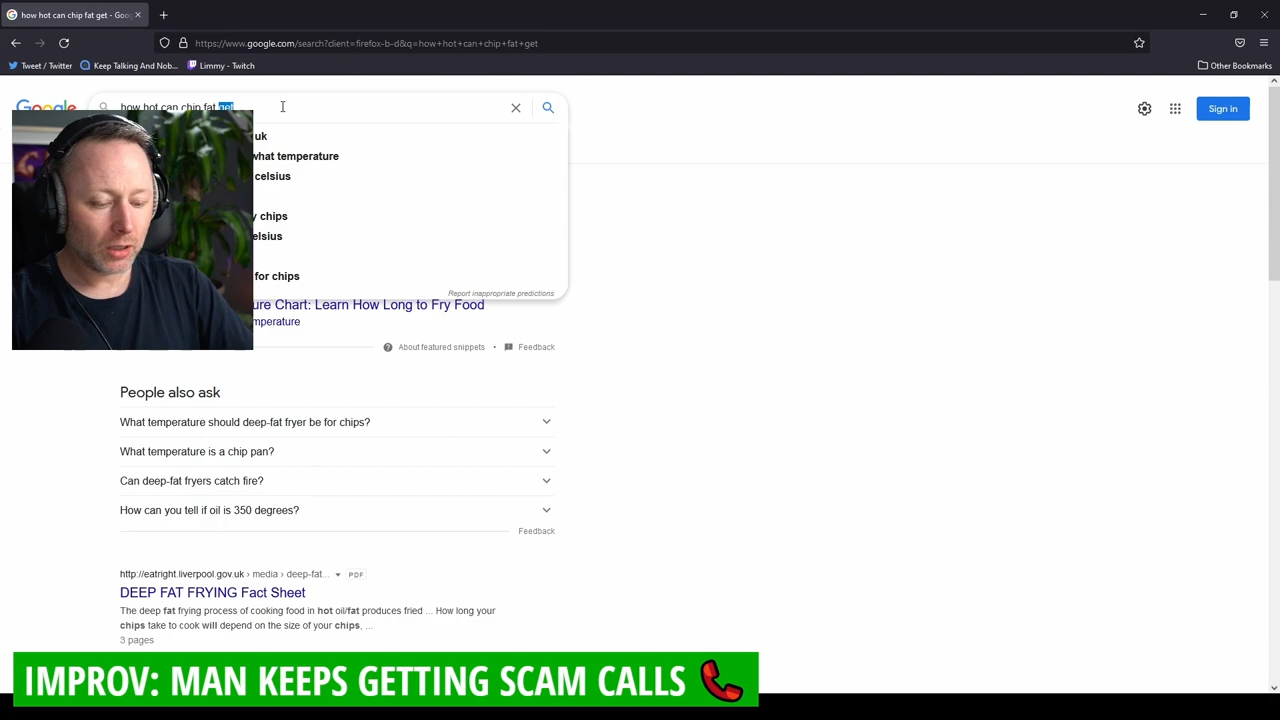 how hot can chip fat get - Goo
https://www.google.com/search?client=firefox-b-d&q=how+hot+can+chip+fat+get
Tweet / Twitter
Keep Talking And Nob...
Limmy - Twitch
Other Bookmarks
Google
how hot can chip fat get
Sign in
uk
what temperature
celsius
y chips
elsius
for chips
Report inappropriate predictions
ure Chart: Learn How Long to Fry Food
mperature
About featured snippets • Feedback
People also ask
What temperature should deep-fat fryer be for chips?
What temperature is a chip pan?
Can deep-fat fryers catch fire?
How can you tell if oil is 350 degrees?
Feedback
http://eatright.liverpool.gov.uk › media › deep-fat... PDF
DEEP FAT FRYING Fact Sheet
The deep fat frying process of cooking food in hot oil/fat produces fried ... How long your
chips take to cook will depend on the size of your chips, ...
3 pages
IMPROV: MAN KEEPS GETTING SCAM CALLS